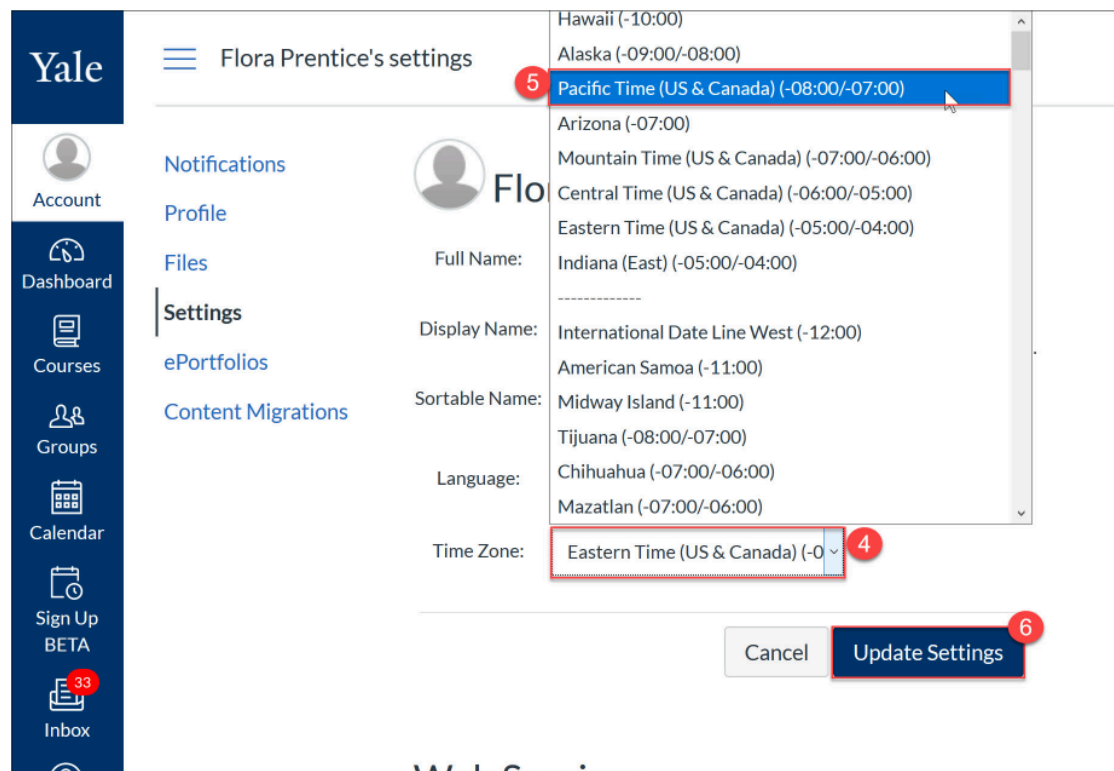 Yale
Account
Dashboard
Courses
Groups
Calendar
Sign Up
BETA
33
Inbox
Flora Prentice's settings
Notifications
Profile
Files
Settings
ePortfolios
Content Migrations
Flo
Full Name:
Display Name:
Sortable Name:
Language:
Time Zone:
Hawaii (-10:00)
Alaska (-09:00/-08:00)
5
Pacific Time (US & Canada) (-08:00/-07:00)
Arizona (-07:00)
Mountain Time (US & Canada) (-07:00/-06:00)
Central Time (US & Canada) (-06:00/-05:00)
Eastern Time (US & Canada) (-05:00/-04:00)
Indiana (East) (-05:00/-04:00)
-------------
International Date Line West (-12:00)
American Samoa (-11:00)
Midway Island (-11:00)
Tijuana (-08:00/-07:00)
Chihuahua (-07:00/-06:00)
Mazatlan (-07:00/-06:00)
Eastern Time (US & Canada) (-0
4
6
Cancel
Update Settings